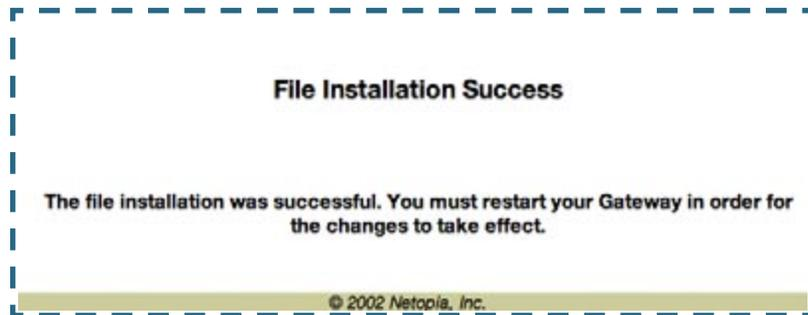 File Installation Success
The file installation was successful. You must restart your Gateway in order for
the changes to take effect.
© 2002 Netopia, Inc.